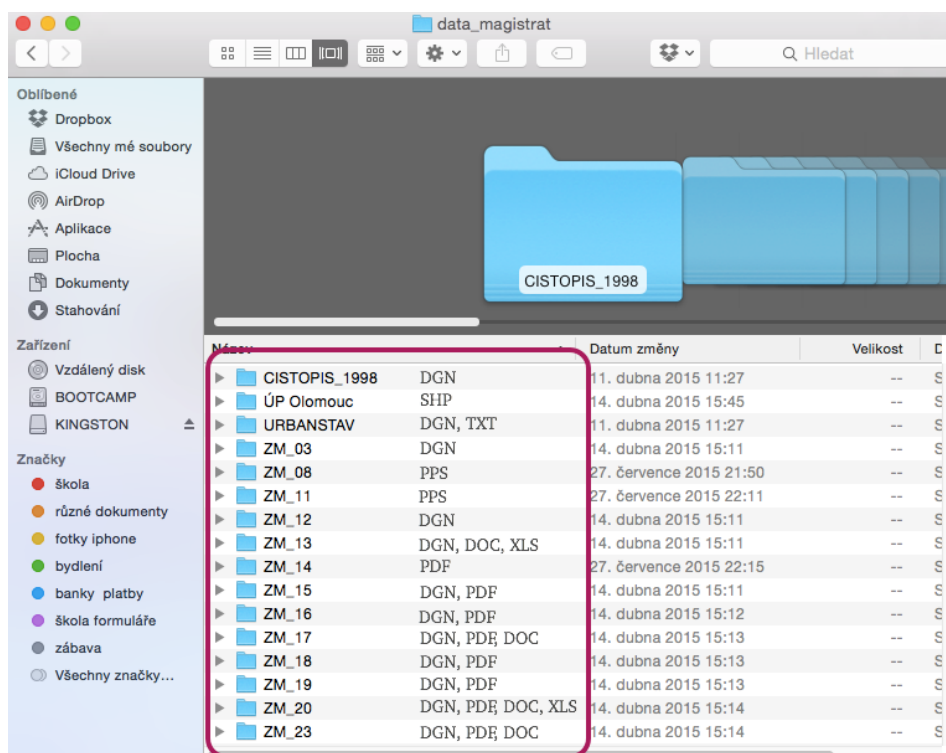 data_magistrat
Hledat
Oblíbené
Dropbox
Všechny mé soubory
iCloud Drive
AirDrop
Aplikace
Plocha
Dokumenty
Stahování
Zařízení
Vzdálený disk
BOOTCAMP
KINGSTON
Značky
škola
různé dokumenty
fotky iphone
bydlení
banky platby
škola formuláře
zábava
Všechny značky...
CISTOPIS_1998
Název Datum změny Velikost
CISTOPIS_1998 DGN 11. dubna 2015 11:27 --
ÚP Olomouc SHP 14. dubna 2015 15:45 --
URBANSTAV DGN, TXT 11. dubna 2015 11:27 --
ZM_03 DGN 14. dubna 2015 15:11 --
ZM_08 PPS 27. července 2015 21:50 --
ZM_11 PPS 27. července 2015 22:11 --
ZM_12 DGN 14. dubna 2015 15:11 --
ZM_13 DGN, DOC, XLS 14. dubna 2015 15:11 --
ZM_14 PDF 27. července 2015 22:15 --
ZM_15 DGN, PDF 14. dubna 2015 15:11 --
ZM_16 DGN, PDF 14. dubna 2015 15:12 --
ZM_17 DGN, PDF, DOC 14. dubna 2015 15:13 --
ZM_18 DGN, PDF 14. dubna 2015 15:13 --
ZM_19 DGN, PDF 14. dubna 2015 15:13 --
ZM_20 DGN, PDF, DOC, XLS 14. dubna 2015 15:14 --
ZM_23 DGN, PDF, DOC 14. dubna 2015 15:14 --